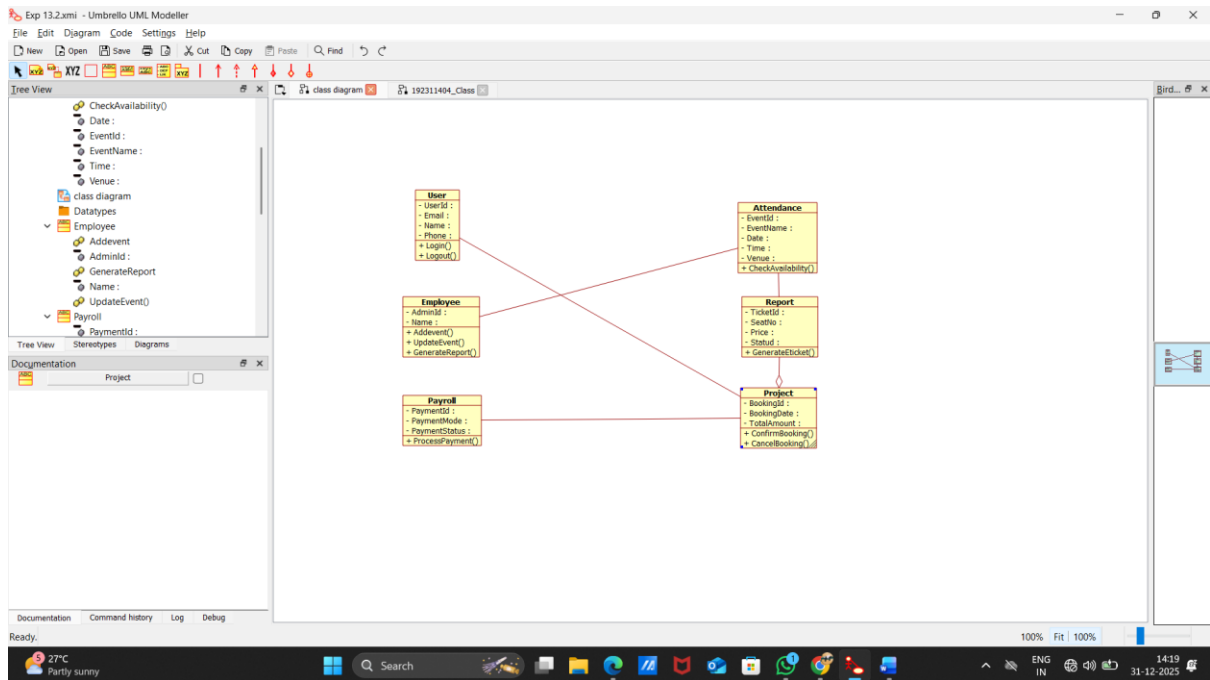 Exp 13.2.xmi - Umbrello UML Modeller
File Edit Diagram Code Settings Help
New Open Save Cut Copy Paste Find
XYZ
Tree View
CheckAvailability()
Date :
EventId :
EventName :
Time :
Venue :
class diagram
Datatypes
Employee
Addevent
AdminId :
GenerateReport
Name :
UpdateEvent()
Payroll
PaymentId :
Tree View Stereotypes Diagrams
Documentation
Project
Documentation Command history Log Debug
class diagram 192311404_Class
User
- UserId :
- Email :
- Name :
- Phone :
+ Login()
+ Logout()
Attendance
- EventId :
- EventName :
- Date :
- Time :
- Venue :
+ CheckAvailability()
Employee
- AdminId :
- Name :
+ Addevent()
+ UpdateEvent()
+ GenerateReport()
Report
- TicketId :
- SeatNo :
- Price :
- Statud :
+ GenerateEticket()
Payroll
- PaymentId :
- PaymentMode :
- PaymentStatus :
+ ProcessPayment()
Project
- BookingId :
- BookingDate :
- TotalAmount :
+ ConfirmBooking()
+ CancelBooking()
Bird...
Ready.
100% Fit 100%
5
27°C
Partly sunny
Search
1
ENG
IN
14:19
31-12-2025